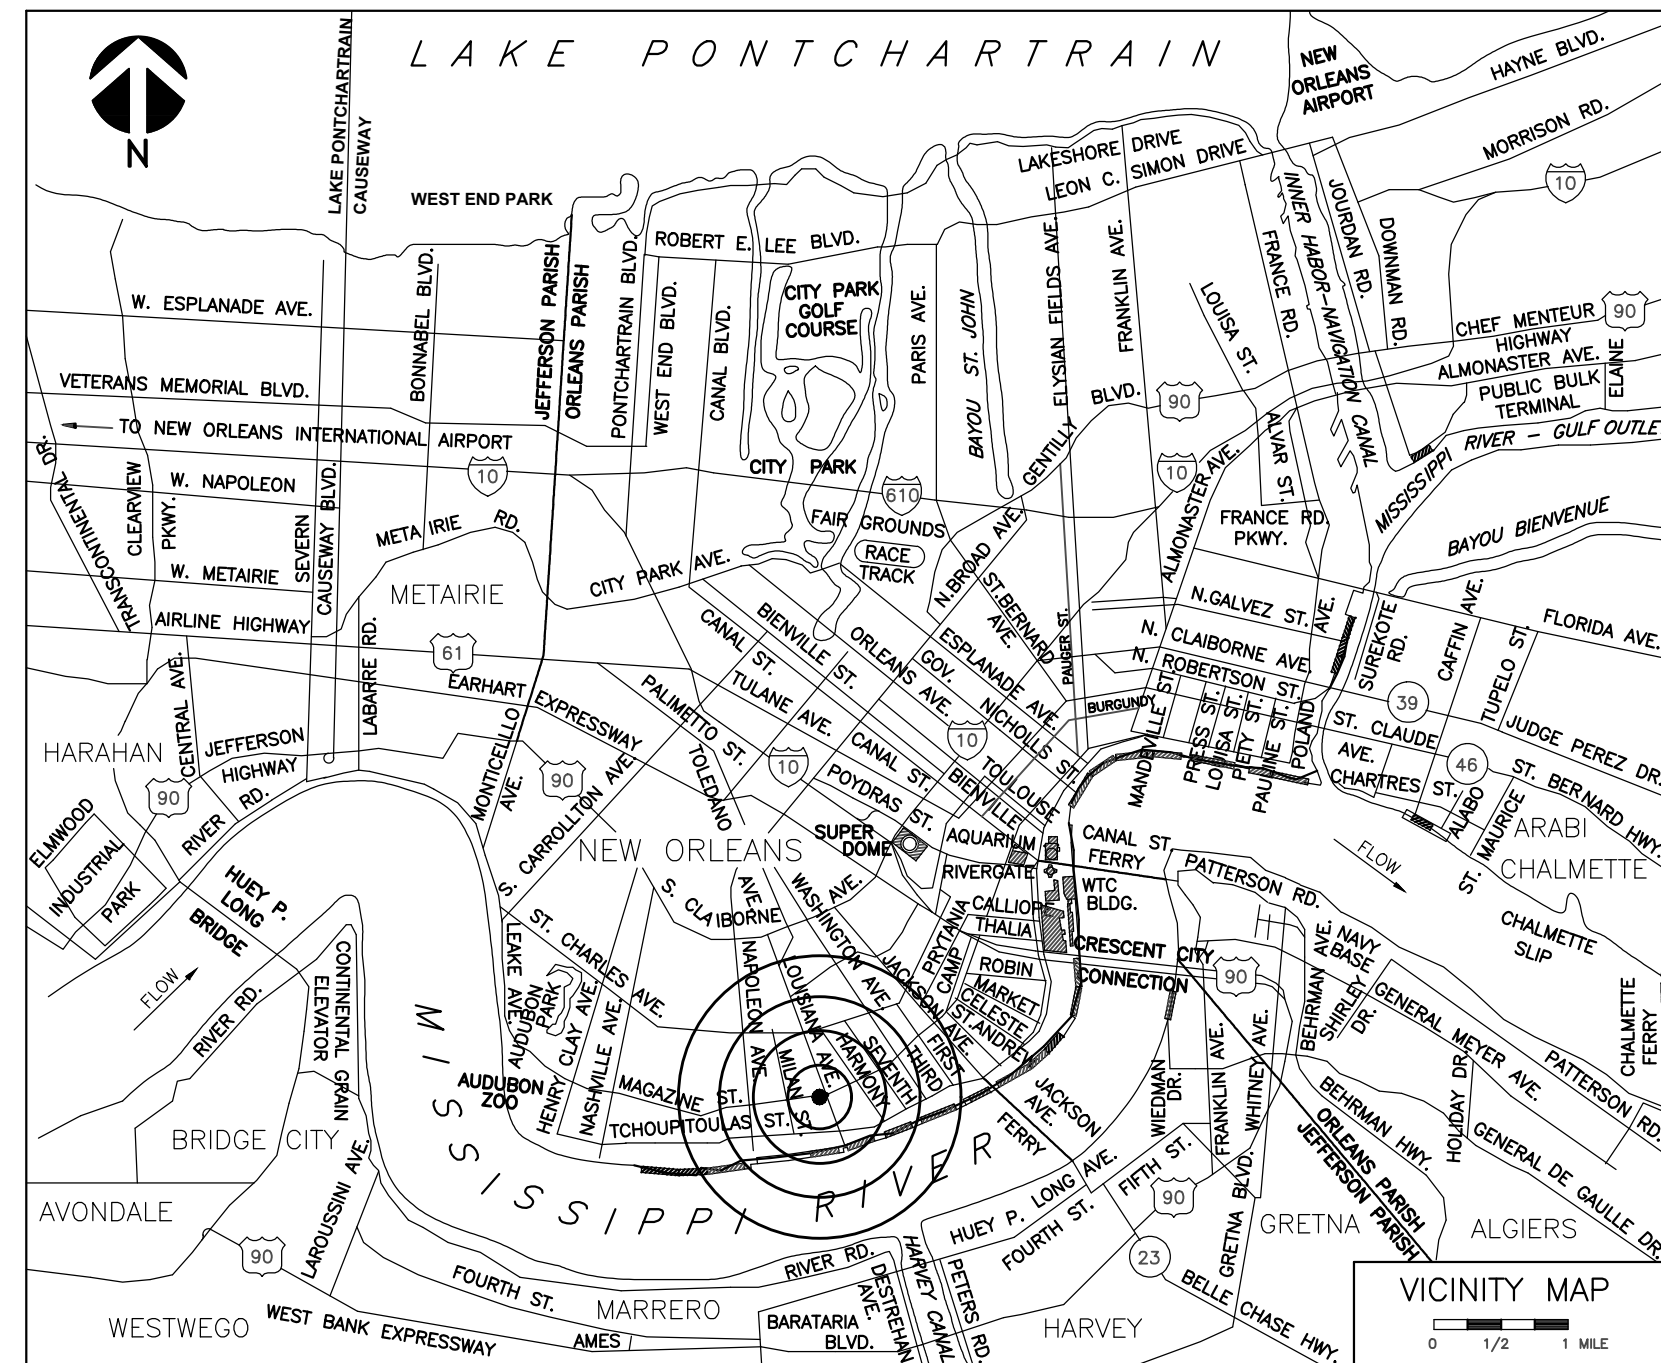 LAKE PONTCHARTRAIN
N
LAKE PONTCHARTRAIN
CAUSEWAY
WEST END PARK
NEW
ORLEANS
AIRPORT
HAYNE BLVD.
MORRISON RD.
10
LAKESHORE DRIVE
LEON C. SIMON DRIVE
INNER HABOR-NAVIGATION CANAL
JOURDAN RD.
DOWNMAN RD.
FRANCE RD.
LOUISA ST.
FRANKLIN AVE.
ELYSIAN FIELDS AVE.
BAYOU ST. JOHN
PARIS AVE.
ROBERT E. LEE BLVD.
CITY PARK
GOLF
COURSE
CANAL BLVD.
WEST END BLVD.
PONTCHARTRAIN BLVD.
ORLEANS PARISH
JEFFERSON PARISH
BONNABEL BLVD.
W. ESPLANADE AVE.
VETERANS MEMORIAL BLVD.
TO NEW ORLEANS INTERNATIONAL AIRPORT
10
TRANSCONTINENTAL DR.
CLEARVIEW
PKWY.
W. NAPOLEON
SEVERN
CAUSEWAY BLVD.
METAIRIE RD.
W. METAIRIE
METAIRIE
AIRLINE HIGHWAY
61
LABARRE RD.
CITY PARK
610
FAIR GROUNDS
RACE
TRACK
CITY PARK AVE.
GENTILLY
BLVD.
90
10
ALMONASTER AVE.
ALVAR ST.
FRANCE RD.
PKWY.
CHEF MENTEUR
HIGHWAY
90
ALMONASTER AVE.
PUBLIC BULK
TERMINAL
ELAINE
MISSISSIPPI RIVER - GULF OUTLE
BAYOU BIENVENUE
N.BROAD AVE.
ST.BERNARD
AVE.
PAUGER ST.
N.GALVEZ ST.
AVE.
N. CLAIBORNE AVE.
N. ROBERTSON ST.
SUREKOTE
RD.
CAFFIN AVE.
TUPELO ST.
FLORIDA AVE.
39
JUDGE PEREZ DR.
ST. CLAUDE
AVE.
46
ST. BERNARD HWY.
CHARTRES ST.
ALABO
ST. MAURICE
ARABI
CHALMETTE
BURGUNDY
MANDEVILLE ST.
PRESS ST.
LOUISA ST.
PIETY ST.
PAULINE ST.
POLAND
CANAL ST.
BIENVILLE ST.
ORLEANS AVE.
ESPLANADE AVE.
GOV. NICHOLLS ST.
10
TOULOUSE
BIENVILLE
TULANE AVE.
CANAL ST.
10
POYDRAS ST.
PALIMETTO ST.
TOLEDANO
EARHART EXPRESSWAY
90
MONTICELLO
AVE.
S. CARROLLTON AVE.
HARAHAN
CENTRAL AVE.
JEFFERSON
HIGHWAY
90
RIVER RD.
ELMWOOD
INDUSTRIAL
PARK
HUEY P.
LONG
BRIDGE
FLOW
RIVER RD.
CONTINENTAL GRAIN
ELEVATOR
NEW ORLEANS
SUPER
DOME
AQUARIUM
RIVERGATE
CANAL ST.
FERRY
WTC
BLDG.
CALLIOPE
THALIA
PRYTANIA
CAMP
ROBIN
MARKET
CELESTE
ST.ANDREW
CRESCENT CITY
CONNECTION
90
PATTERSON RD.
FLOW
CHALMETTE
SLIP
CHALMETTE
FERRY
NAVY
BASE
BEHRMAN AVE.
SHIRLEY
DR.
GENERAL MEYER AVE.
PATTERSON RD.
S. CLAIBORNE AVE.
WASHINGTON AVE.
ST. CHARLES AVE.
LEAKE AVE.
AUDUBON
PARK
AUDUBON
ZOO
HENRY CLAY AVE.
NASHVILLE AVE.
NAPOLEON AVE.
AVE.
LOUISIANA AVE.
MILAN ST.
HARMONY
SEVENTH
THIRD
FIRST
JACKSON AVE.
MAGAZINE ST.
TCHOUPITOULAS ST.
JACKSON
AVE.
FERRY
WIEDMAN
DR.
FRANKLIN AVE.
WHITNEY AVE.
BEHRMAN HWY.
HOLIDAY DR.
GENERAL DE GAULLE DR.
ORLEANS PARISH
JEFFERSON PARISH
MISSISSIPPI RIVER
BRIDGE CITY
AVONDALE
LAROUSSINI AVE.
90
FOURTH ST.
WEST BANK EXPRESSWAY
WESTWEGO
MARRERO
AMES
RIVER RD.
BARATARIA
BLVD.
DESTREHAN
AVE.
HARVEY CANAL
PETERS RD.
HUEY P. LONG AVE.
FOURTH ST.
FIFTH ST.
90
23
GRETNA BLVD.
GRETNA
ALGIERS
HARVEY
BELLE CHASE HWY.
VICINITY MAP
0 1/2 1 MILE